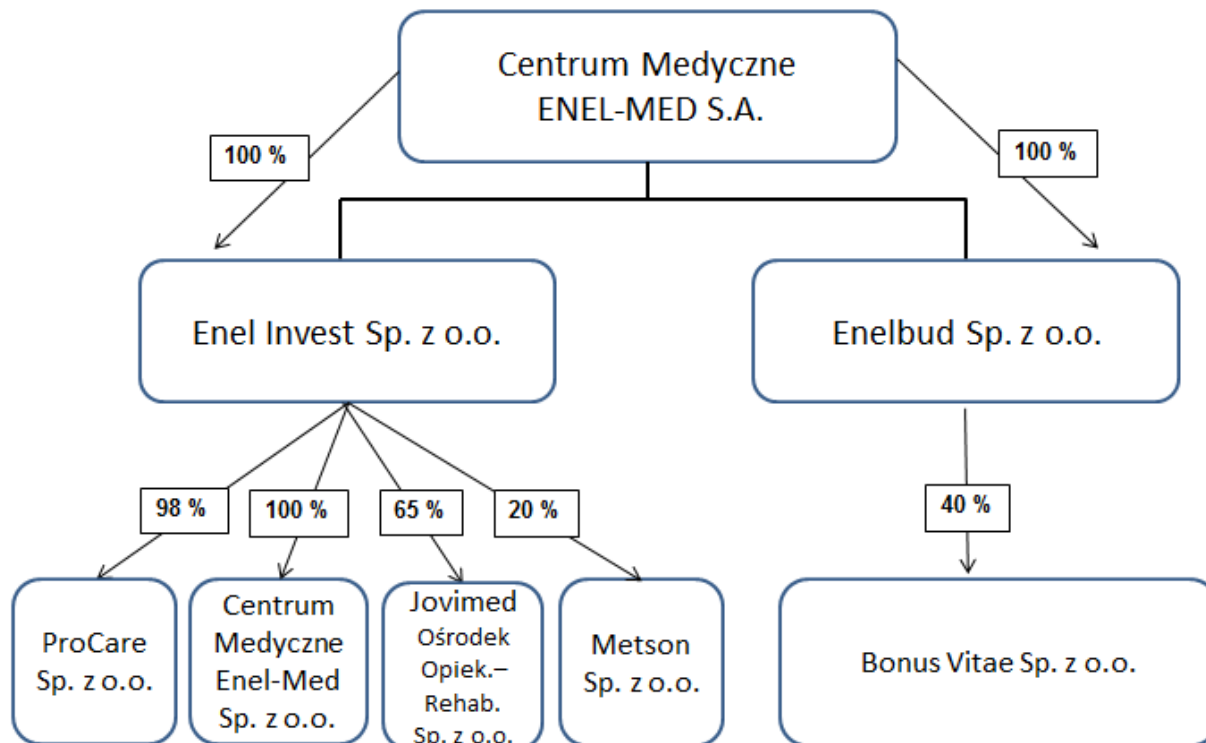 Centrum Medyczne
ENEL-MED S.A.
100 %
100 %
Enel Invest Sp. z o.o.
Enelbud Sp. z o.o.
98 %
100 %
65 %
20 %
40 %
ProCare
Sp. z o.o.
Centrum
Medyczne
Enel-Med
Sp. z o.o.
Jovimed
Ośrodek
Opiek.–
Rehab.
Sp. z o.o.
Metson
Sp. z o.o.
Bonus Vitae Sp. z o.o.